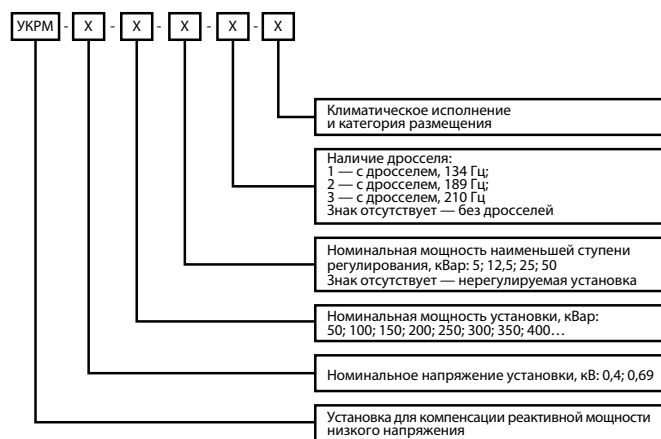 УКРМ - X - X - X - X - X
Климатическое исполнение
и категория размещения
Наличие дросселя:
1 — с дросселем, 134 Гц;
2 — с дросселем, 189 Гц;
3 — с дросселем, 210 Гц
Знак отсутствует — без дросселей
Номинальная мощность наименьшей ступени
регулирования, кВар: 5; 12,5; 25; 50
Знак отсутствует — нерегулируемая установка
Номинальная мощность установки, кВар:
50; 100; 150; 200; 250; 300; 350; 400…
Номинальное напряжение установки, кВ: 0,4; 0,69
Установка для компенсации реактивной мощности
низкого напряжения